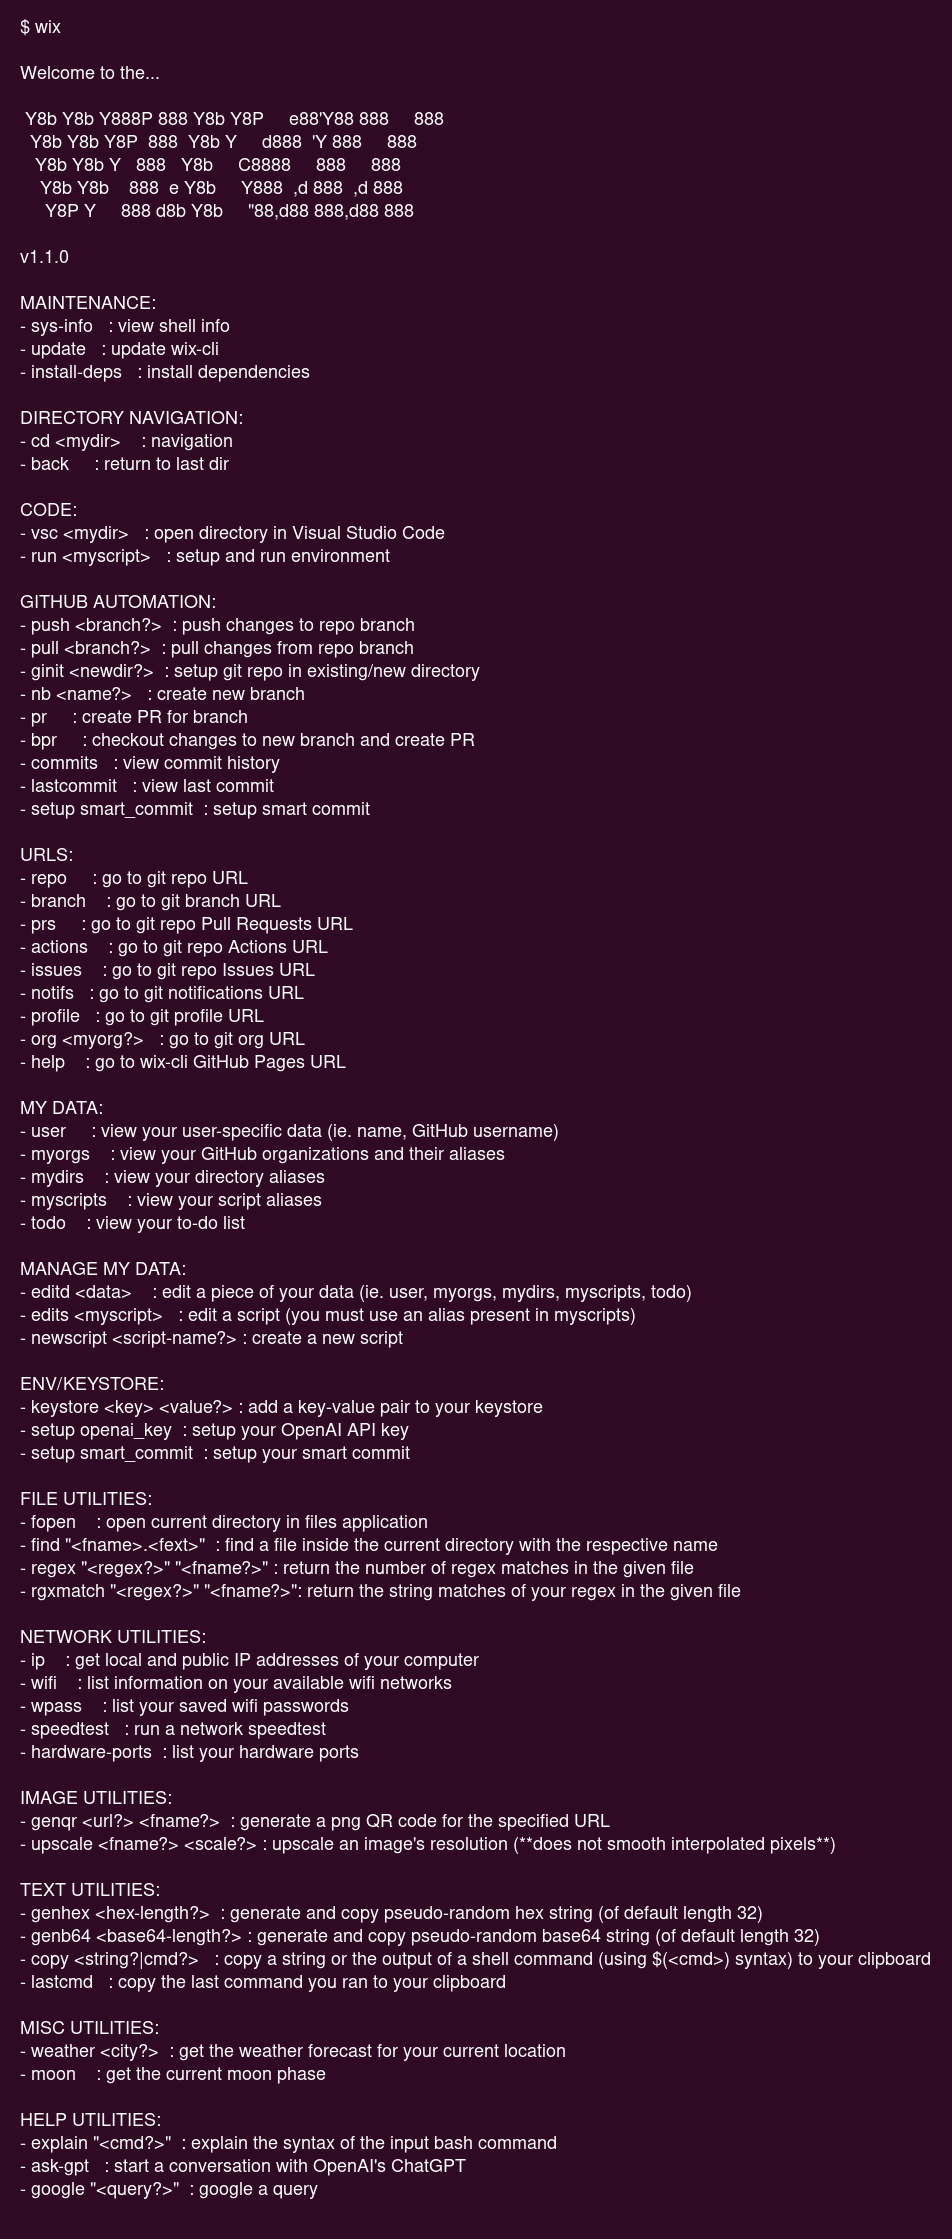 $ wix
Welcome to the...
Y8b Y8b Y888P 888 Y8b Y8P     e88'Y88 888     888
Y8b Y8b Y8P  888  Y8b Y     d888  'Y 888     888
Y8b Y8b Y   888   Y8b     C8888     888     888
Y8b Y8b    888  e Y8b     Y888  ,d 888  ,d 888
Y8P Y     888 d8b Y8b     "88,d88 888,d88 888
v1.1.0
MAINTENANCE:
- sys-info   : view shell info
- update   : update wix-cli
- install-deps   : install dependencies
DIRECTORY NAVIGATION:
- cd <mydir>    : navigation
- back     : return to last dir
CODE:
- vsc <mydir>   : open directory in Visual Studio Code
- run <myscript>   : setup and run environment
GITHUB AUTOMATION:
- push <branch?>  : push changes to repo branch
- pull <branch?>  : pull changes from repo branch
- ginit <newdir?>  : setup git repo in existing/new directory
- nb <name?>   : create new branch
- pr     : create PR for branch
- bpr     : checkout changes to new branch and create PR
- commits   : view commit history
- lastcommit   : view last commit
- setup smart_commit  : setup smart commit
URLS:
- repo     : go to git repo URL
- branch    : go to git branch URL
- prs     : go to git repo Pull Requests URL
- actions    : go to git repo Actions URL
- issues    : go to git repo Issues URL
- notifs   : go to git notifications URL
- profile   : go to git profile URL
- org <myorg?>   : go to git org URL
- help    : go to wix-cli GitHub Pages URL
MY DATA:
- user     : view your user-specific data (ie. name, GitHub username)
- myorgs    : view your GitHub organizations and their aliases
- mydirs    : view your directory aliases
- myscripts    : view your script aliases
- todo    : view your to-do list
MANAGE MY DATA:
- editd <data>    : edit a piece of your data (ie. user, myorgs, mydirs, myscripts, todo)
- edits <myscript>   : edit a script (you must use an alias present in myscripts)
- newscript <script-name?> : create a new script
ENV/KEYSTORE:
- keystore <key> <value?> : add a key-value pair to your keystore
- setup openai_key  : setup your OpenAI API key
- setup smart_commit  : setup your smart commit
FILE UTILITIES:
- fopen    : open current directory in files application
- find "<fname>.<fext>"  : find a file inside the current directory with the respective name
- regex "<regex?>" "<fname?>" : return the number of regex matches in the given file
- rgxmatch "<regex?>" "<fname?>": return the string matches of your regex in the given file
NETWORK UTILITIES:
- ip    : get local and public IP addresses of your computer
- wifi    : list information on your available wifi networks
- wpass    : list your saved wifi passwords
- speedtest   : run a network speedtest
- hardware-ports  : list your hardware ports
IMAGE UTILITIES:
- genqr <url?> <fname?>  : generate a png QR code for the specified URL
- upscale <fname?> <scale?> : upscale an image's resolution (**does not smooth interpolated pixels**)
TEXT UTILITIES:
- genhex <hex-length?>  : generate and copy pseudo-random hex string (of default length 32)
- genb64 <base64-length?> : generate and copy pseudo-random base64 string (of default length 32)
- copy <string?|cmd?>   : copy a string or the output of a shell command (using $(<cmd>) syntax) to your clipboard
- lastcmd   : copy the last command you ran to your clipboard
MISC UTILITIES:
- weather <city?>  : get the weather forecast for your current location
- moon    : get the current moon phase
HELP UTILITIES:
- explain "<cmd?>"  : explain the syntax of the input bash command
- ask-gpt   : start a conversation with OpenAI's ChatGPT
- google "<query?>"  : google a query